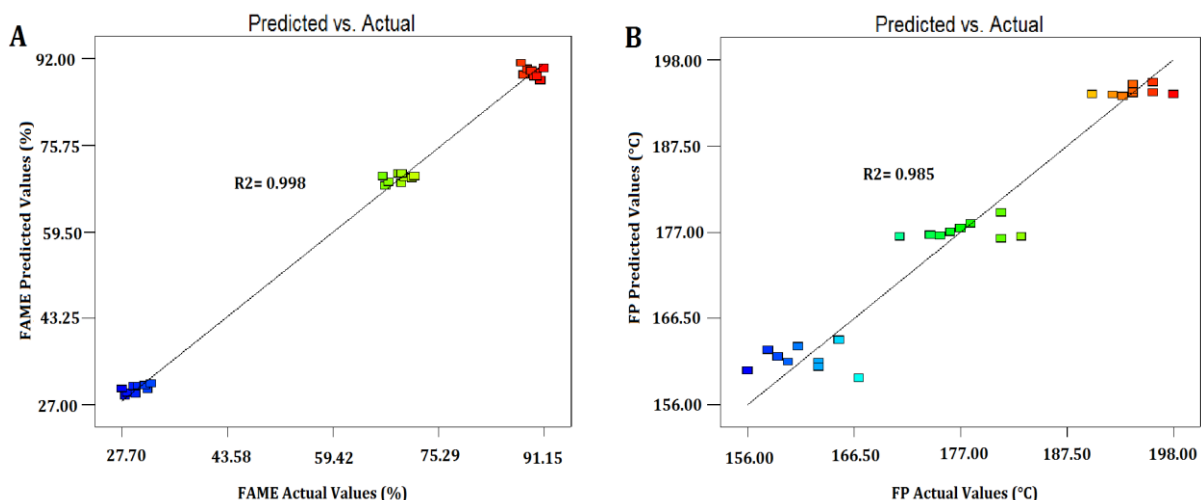 A
Predicted vs. Actual
FAME Predicted Values (%)
92.00
75.75
59.50
43.25
27.00
R2= 0.998
27.70 43.58 59.42 75.29 91.15
FAME Actual Values (%)
B
Predicted vs. Actual
FP Predicted Values (°C)
198.00
187.50
177.00
166.50
156.00
R2= 0.985
156.00 166.50 177.00 187.50 198.00
FP Actual Values (°C)